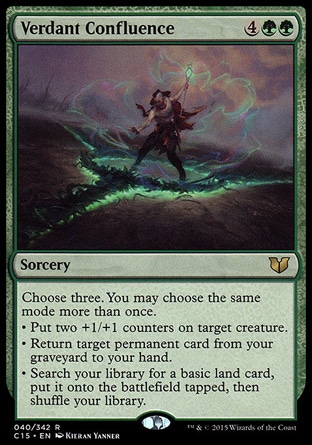 Verdant Confluence 4
Sorcery
Choose three. You may choose the same
mode more than once.
• Put two +1/+1 counters on target creature.
• Return target permanent card from your
graveyard to your hand.
• Search your library for a basic land card,
put it onto the battlefield tapped, then
shuffle your library.
040/342 R
C15 • EN KIERAN YANNER
™ & © 2015 Wizards of the Coast